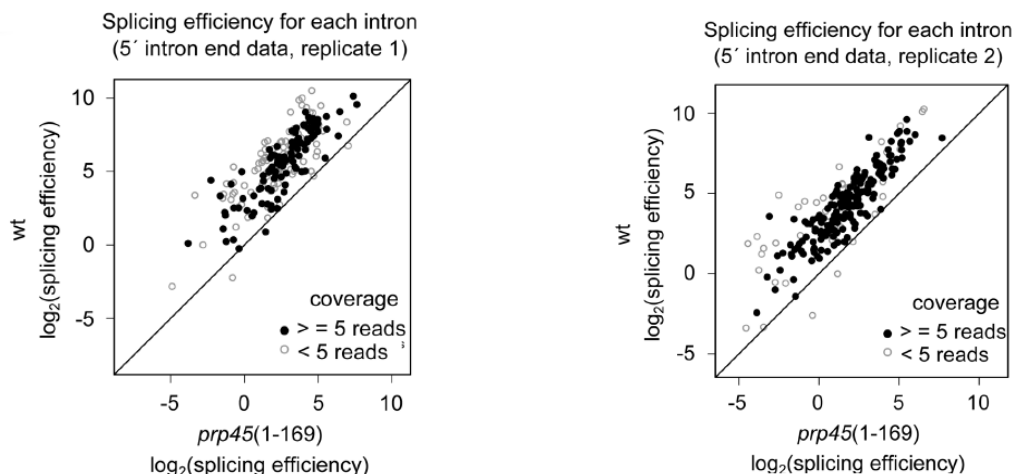 Splicing efficiency for each intron
(5´ intron end data, replicate 1)
10
5
0
-5
wt
log₂(splicing efficiency)
coverage
> = 5 reads
< 5 reads
-5 0 5 10
prp45(1-169)
log₂(splicing efficiency)
Splicing efficiency for each intron
(5´ intron end data, replicate 2)
10
5
0
-5
wt
log₂(splicing efficiency)
coverage
> = 5 reads
< 5 reads
-5 0 5 10
prp45(1-169)
log₂(splicing efficiency)